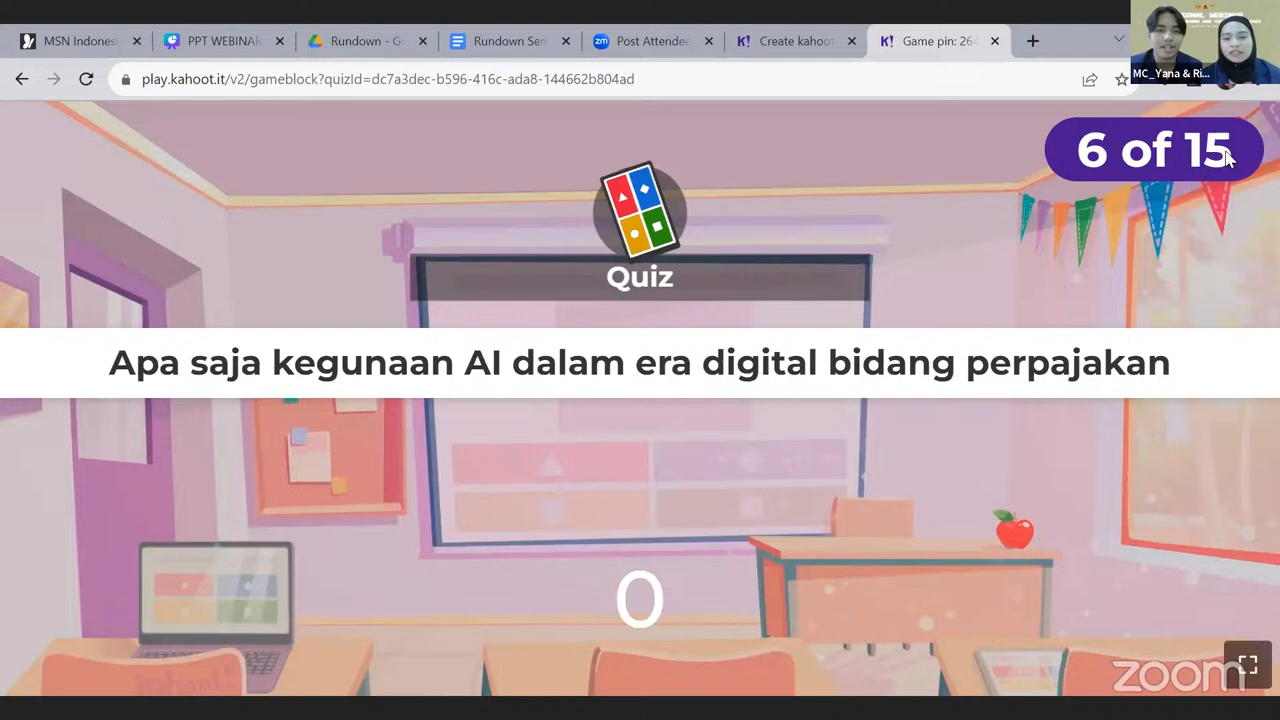 MSN Indones
PPT WEBINAR
Rundown - G
Rundown Sem
Post Attendee
Create kahoot
Game pin: 264
play.kahoot.it/v2/gameblock?quizId=dc7a3dec-b596-416c-ada8-144662b804ad
MC_Yana & Ri...
6 of 15
Quiz
Apa saja kegunaan AI dalam era digital bidang perpajakan
0
zoom